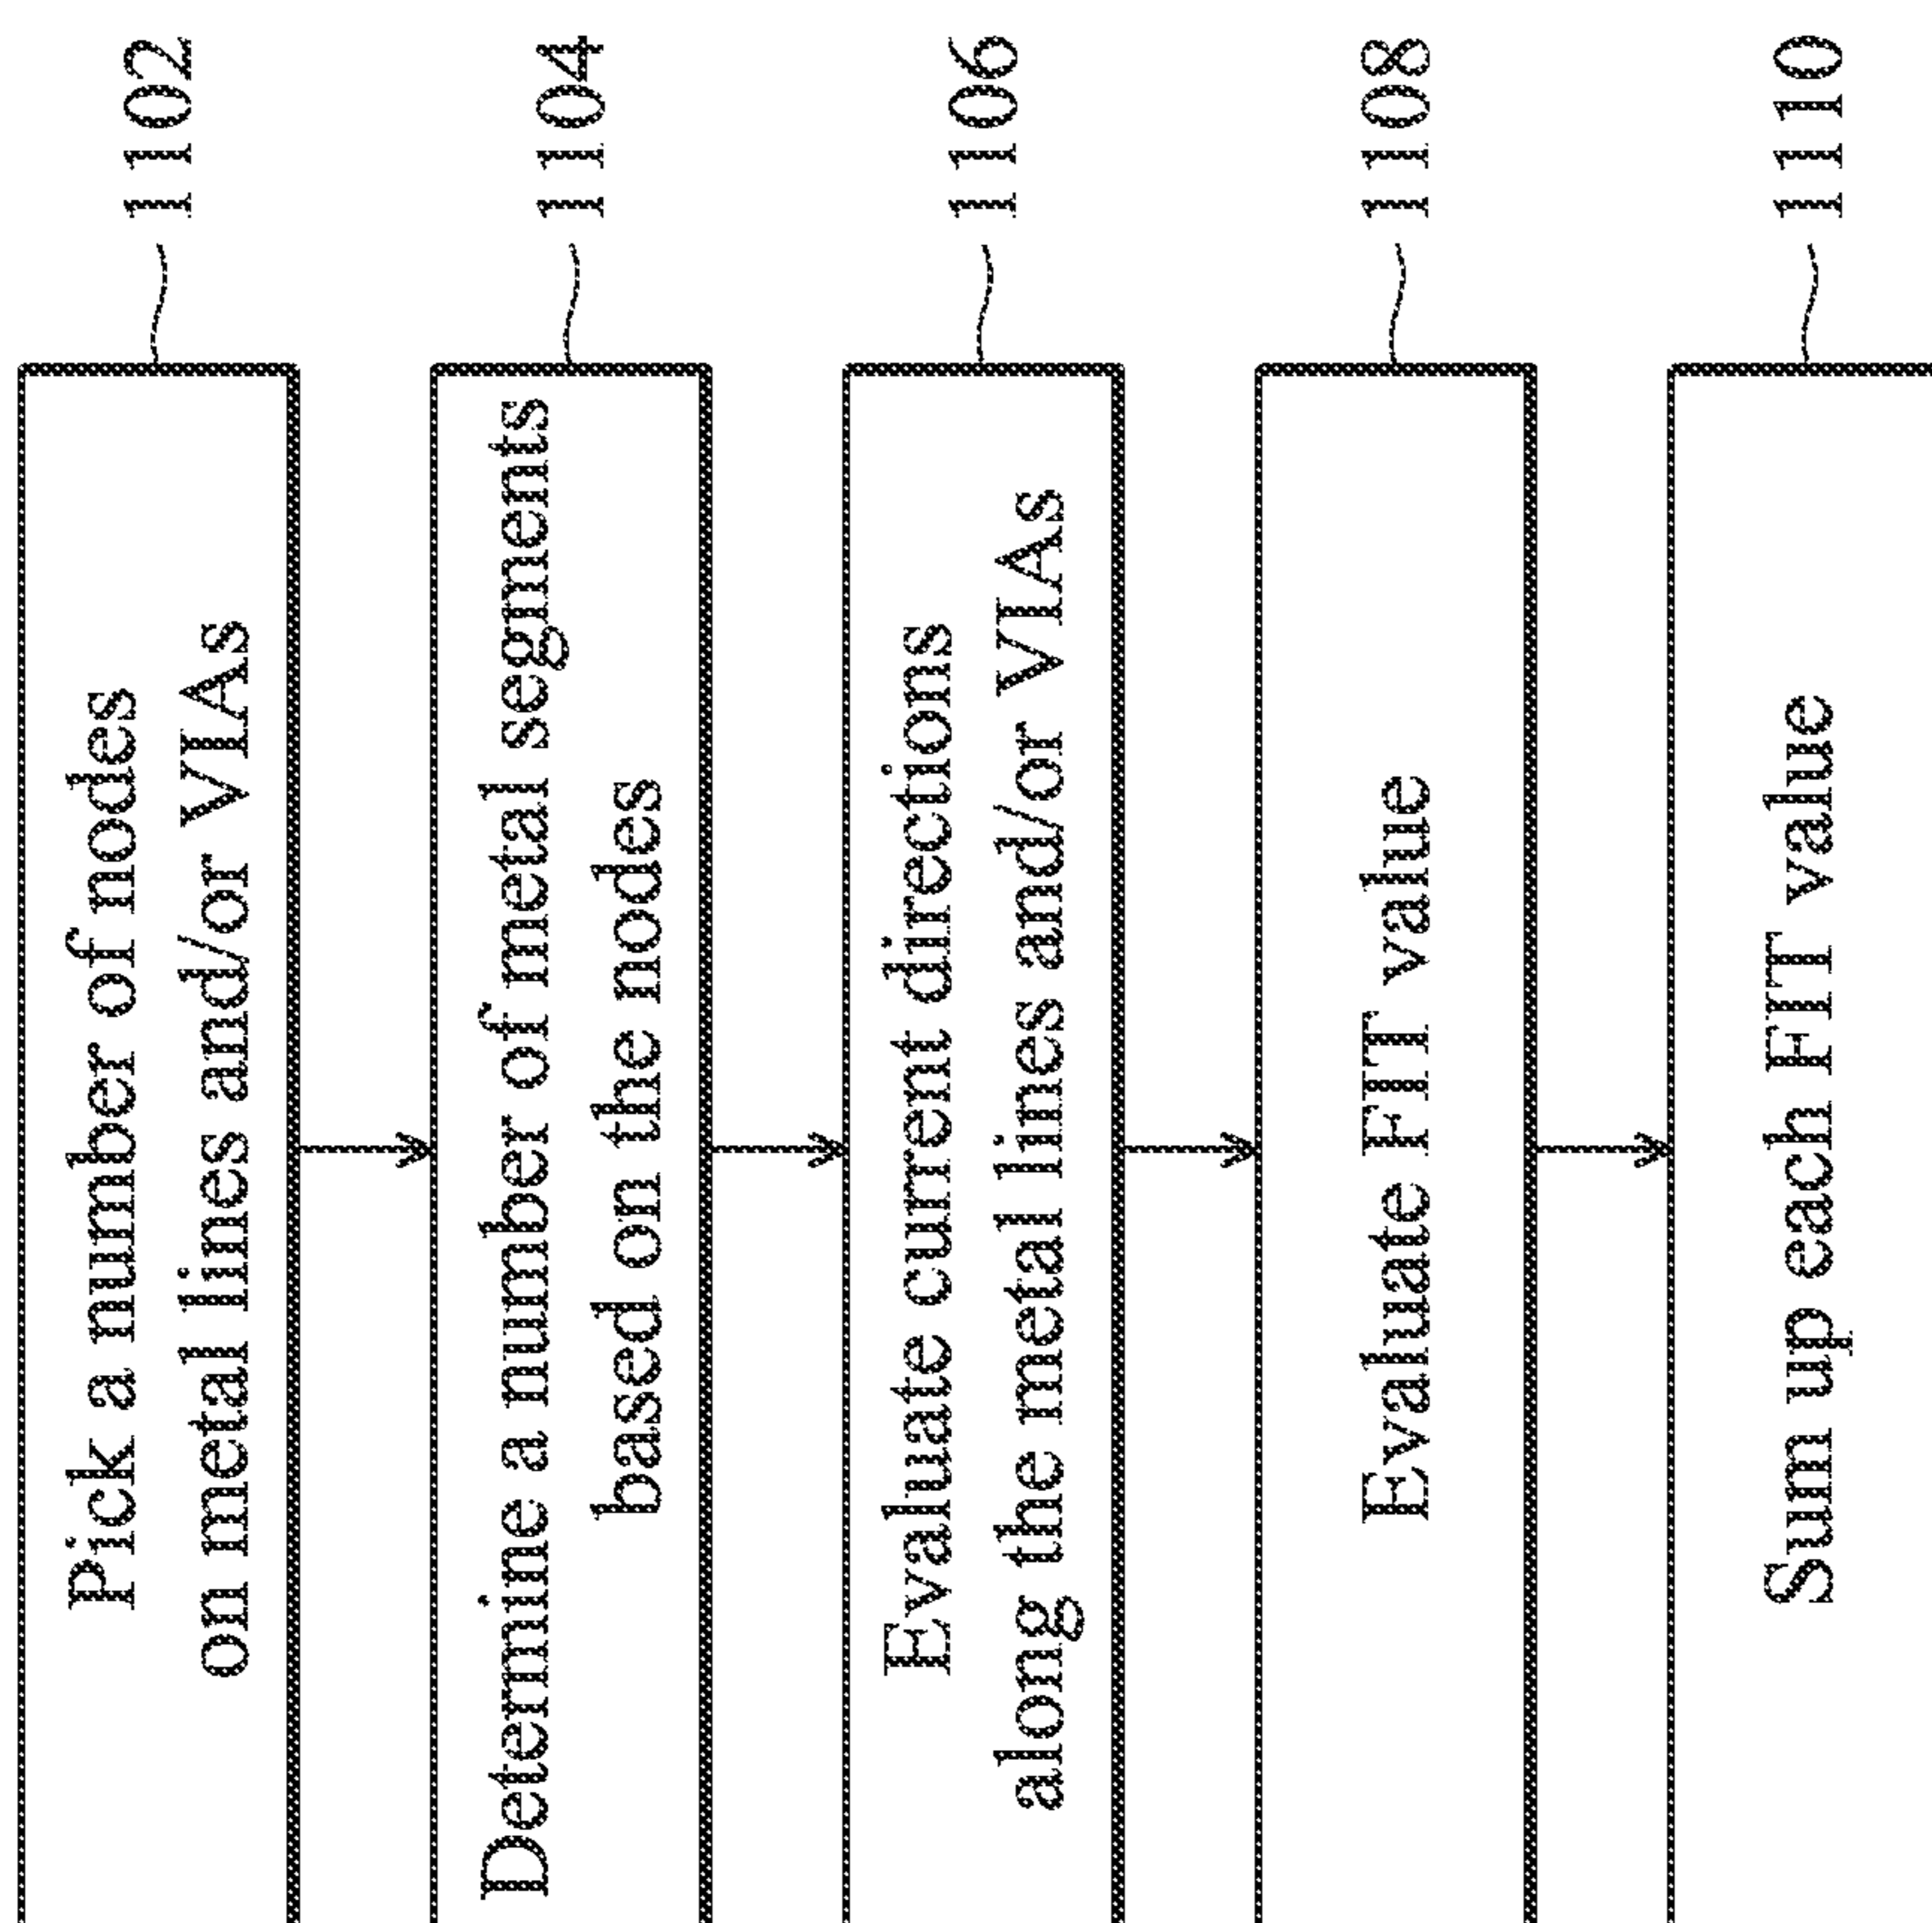 Pick a number of nodes
on metal lines and/or VIAs
1102
Determine a number of metal segments
based on the nodes
1104
Evaluate current directions
along the metal lines and/or VIAs
1106
Evaluate FIT value
1108
Sum up each FIT value
1110